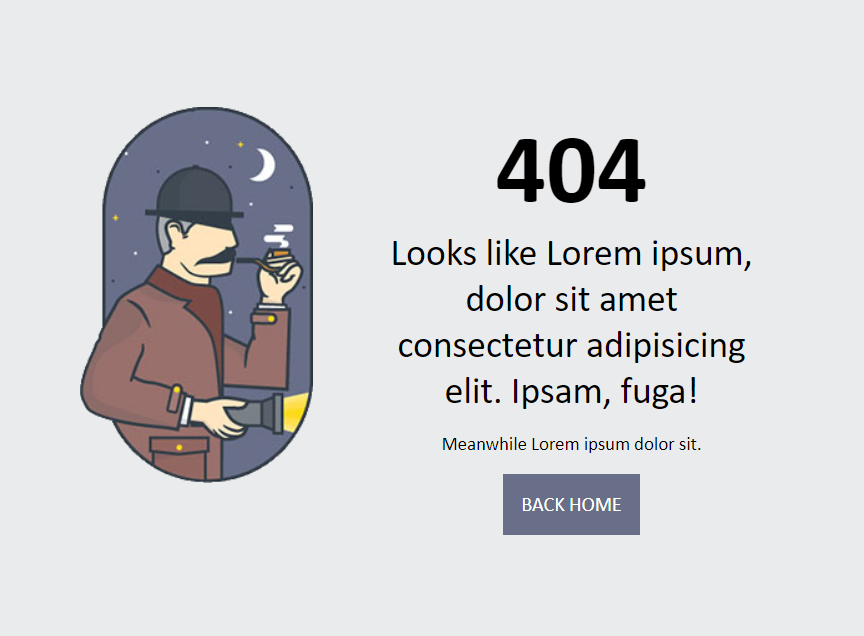 404
Looks like Lorem ipsum,
dolor sit amet
consectetur adipisicing
elit. Ipsam, fuga!
Meanwhile Lorem ipsum dolor sit.
BACK HOME